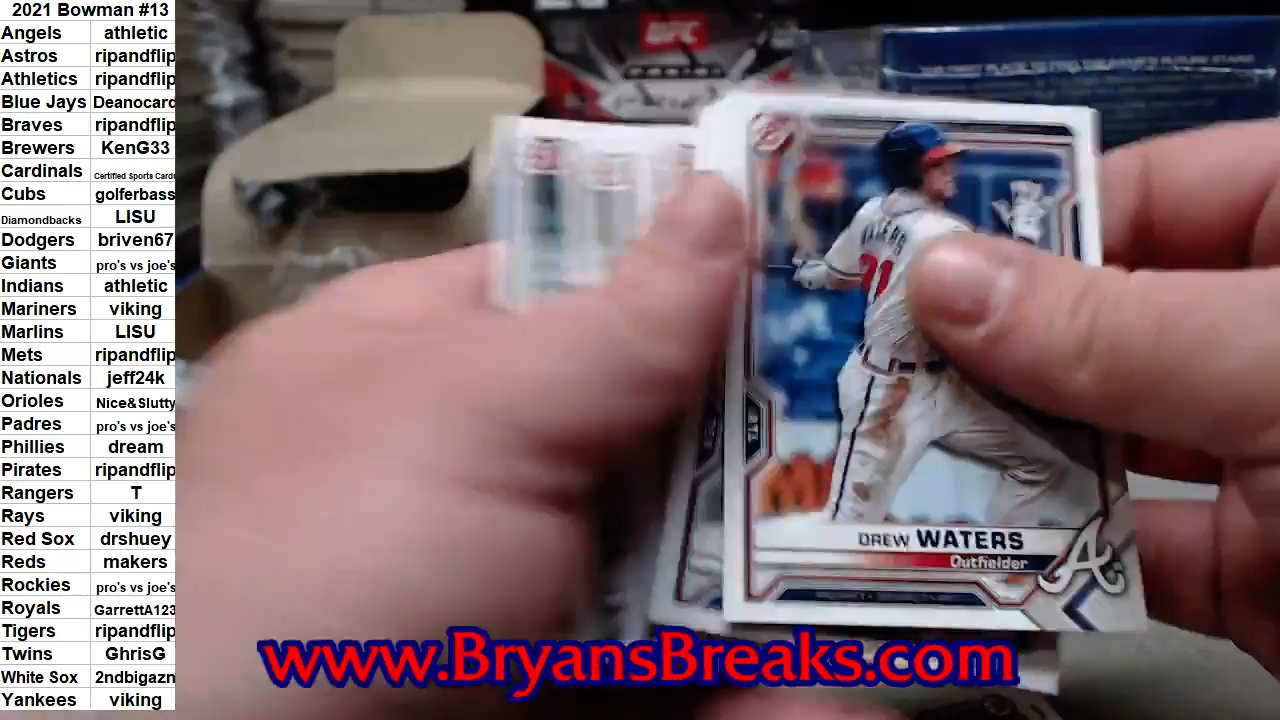 2021 Bowman #13
Angels athletic
Astros ripandflip
Athletics ripandflip
Blue Jays Deanocard
Braves ripandflip
Brewers KenG33
Cardinals Certified Sports Cards
Cubs golferbass
Diamondbacks LISU
Dodgers briven67
Giants pro's vs joe's
Indians athletic
Mariners viking
Marlins LISU
Mets ripandflip
Nationals jeff24k
Orioles Nice&Slutty
Padres pro's vs joe's
Phillies dream
Pirates ripandflip
Rangers T
Rays viking
Red Sox drshuey
Reds makers
Rockies pro's vs joe's
Royals GarrettA123
Tigers ripandflip
Twins GhrisG
White Sox 2ndbigazn
Yankees viking
UFC
PANINI
DREW WATERS
Outfielder
A
www.BryansBreaks.com